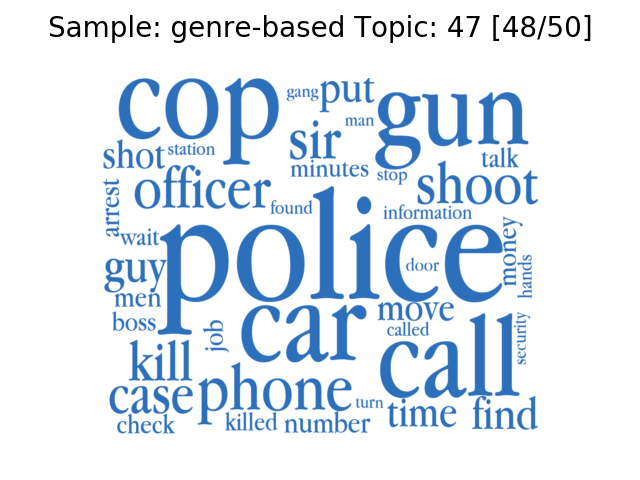 Sample: genre-based Topic: 47 [48/50]
cop gang put gun
man
sir
shot station minutes stop talk
arrest officer found shoot
information
wait police door money
guy hands
men
boss job car move
called call security
kill
case phone turn time find
check killed number